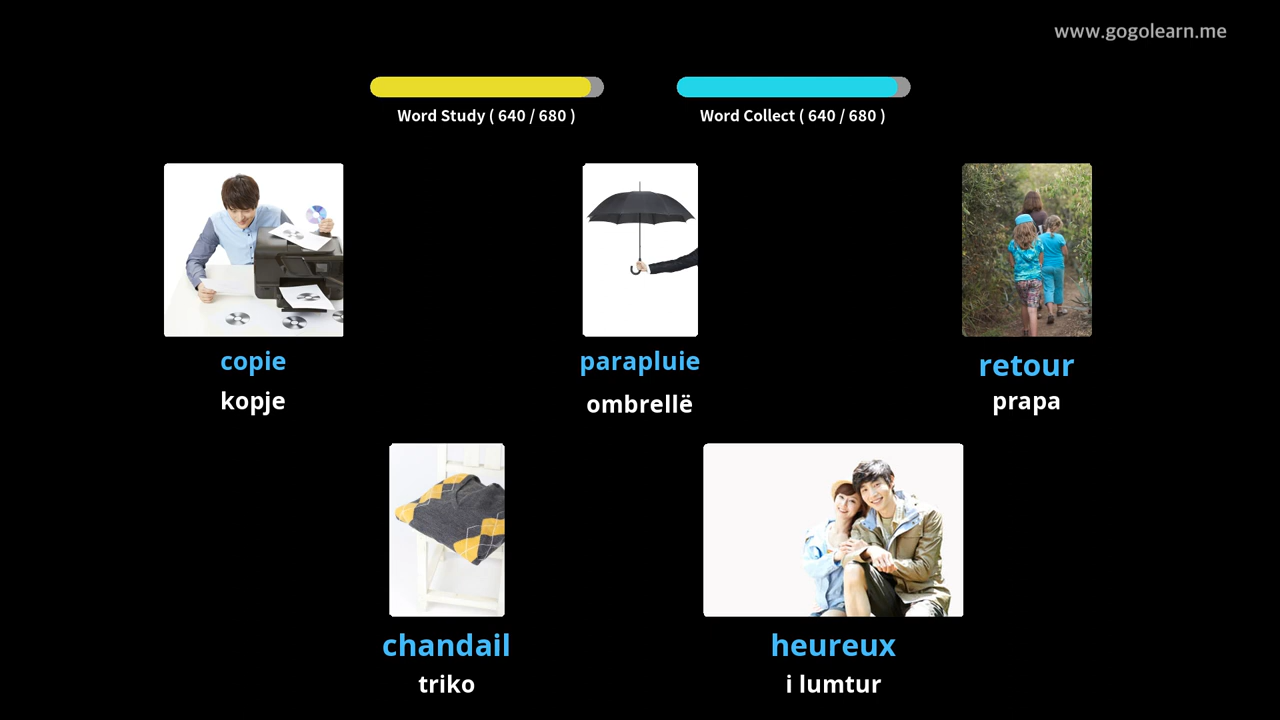 www.gogolearn.me
Word Study ( 640 / 680 )
Word Collect ( 640 / 680 )
copie
kopje
parapluie
ombrellë
retour
prapa
chandail
triko
heureux
i lumtur